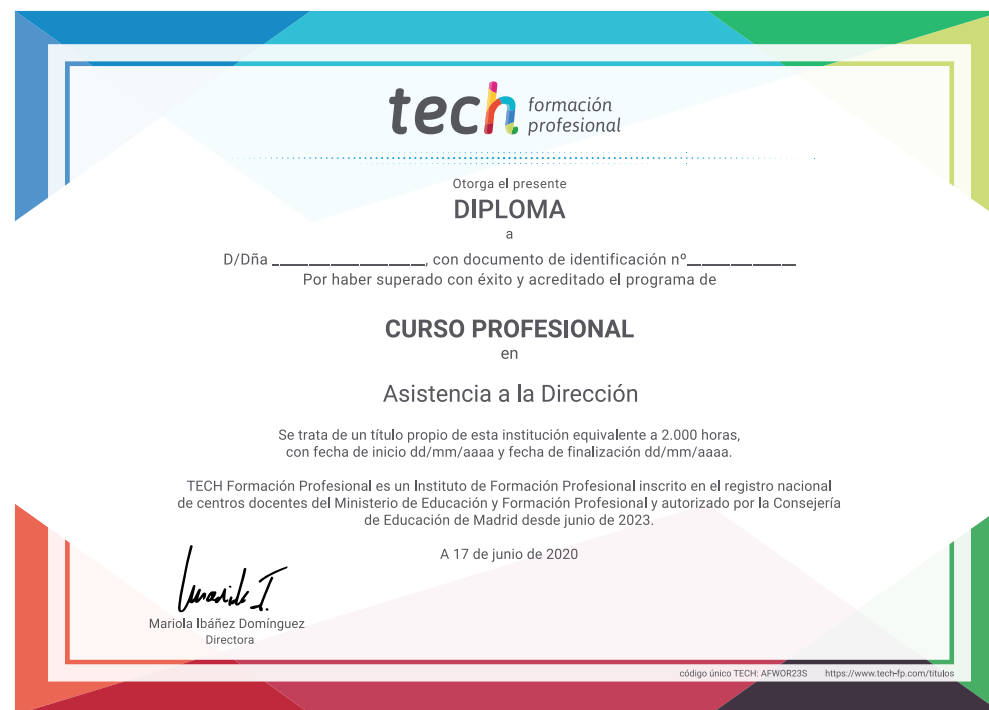 tech formación
profesional
Otorga el presente
DIPLOMA
a
D/Dña ____________________, con documento de identificación nº______________
Por haber superado con éxito y acreditado el programa de
CURSO PROFESIONAL
en
Asistencia a la Dirección
Se trata de un título propio de esta institución equivalente a 2.000 horas,
con fecha de inicio dd/mm/aaaa y fecha de finalización dd/mm/aaaa.
TECH Formación Profesional es un Instituto de Formación Profesional inscrito en el registro nacional
de centros docentes del Ministerio de Educación y Formación Profesional y autorizado por la Consejería
de Educación de Madrid desde junio de 2023.
A 17 de junio de 2020
Mariola Ibáñez Domínguez
Directora
código único TECH: AFWOR23S https://www.tech-fp.com/titulos